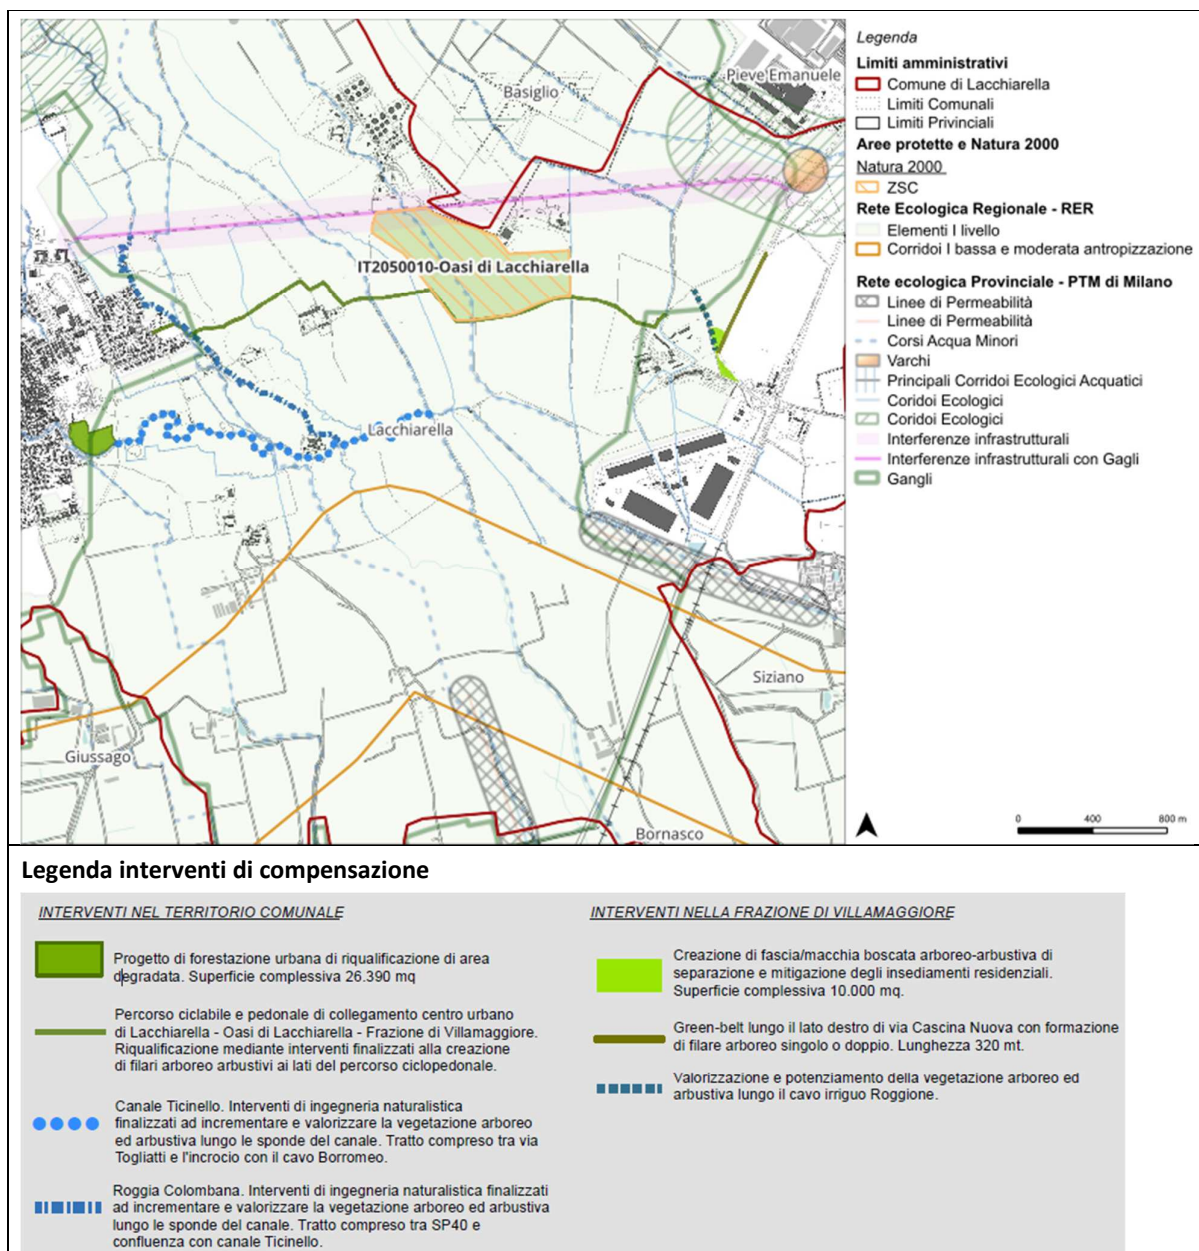 Basiglio
Pieve Emanuele
IT2050010-Oasi di Lacchiarella
Lacchiarella
Siziano
Giussago
Bornasco
Legenda
Limiti amministrativi
Comune di Lacchiarella
Limiti Comunali
Limiti Privinciali
Aree protette e Natura 2000
Natura 2000
ZSC
Rete Ecologica Regionale - RER
Elementi I livello
Corridoi I bassa e moderata antropizzazione
Rete ecologica Provinciale - PTM di Milano
Linee di Permeabilità
Linee di Permeabilità
Corsi Acqua Minori
Varchi
Principali Corridoi Ecologici Acquatici
Coridoi Ecologici
Coridoi Ecologici
Interferenze infrastrutturali
Interferenze infrastrutturali con Gagli
Gangli
0 400 800 m
Legenda interventi di compensazione
INTERVENTI NEL TERRITORIO COMUNALE
Progetto di forestazione urbana di riqualificazione di area
degradata. Superficie complessiva 26.390 mq
Percorso ciclabile e pedonale di collegamento centro urbano
di Lacchiarella - Oasi di Lacchiarella - Frazione di Villamaggiore.
Riqualificazione mediante interventi finalizzati alla creazione
di filari arboreo arbustivi ai lati del percorso ciclopedonale.
Canale Ticinello. Interventi di ingegneria naturalistica
finalizzati ad incrementare e valorizzare la vegetazione arboreo
ed arbustiva lungo le sponde del canale. Tratto compreso tra via
Togliatti e l'incrocio con il cavo Borromeo.
Roggia Colombana. Interventi di ingegneria naturalistica finalizzati
ad incrementare e valorizzare la vegetazione arboreo ed arbustiva
lungo le sponde del canale. Tratto compreso tra SP40 e
confluenza con canale Ticinello.
INTERVENTI NELLA FRAZIONE DI VILLAMAGGIORE
Creazione di fascia/macchia boscata arboreo-arbustiva di
separazione e mitigazione degli insediamenti residenziali.
Superficie complessiva 10.000 mq.
Green-belt lungo il lato destro di via Cascina Nuova con formazione
di filare arboreo singolo o doppio. Lunghezza 320 mt.
Valorizzazione e potenziamento della vegetazione arboreo ed
arbustiva lungo il cavo irriguo Roggione.